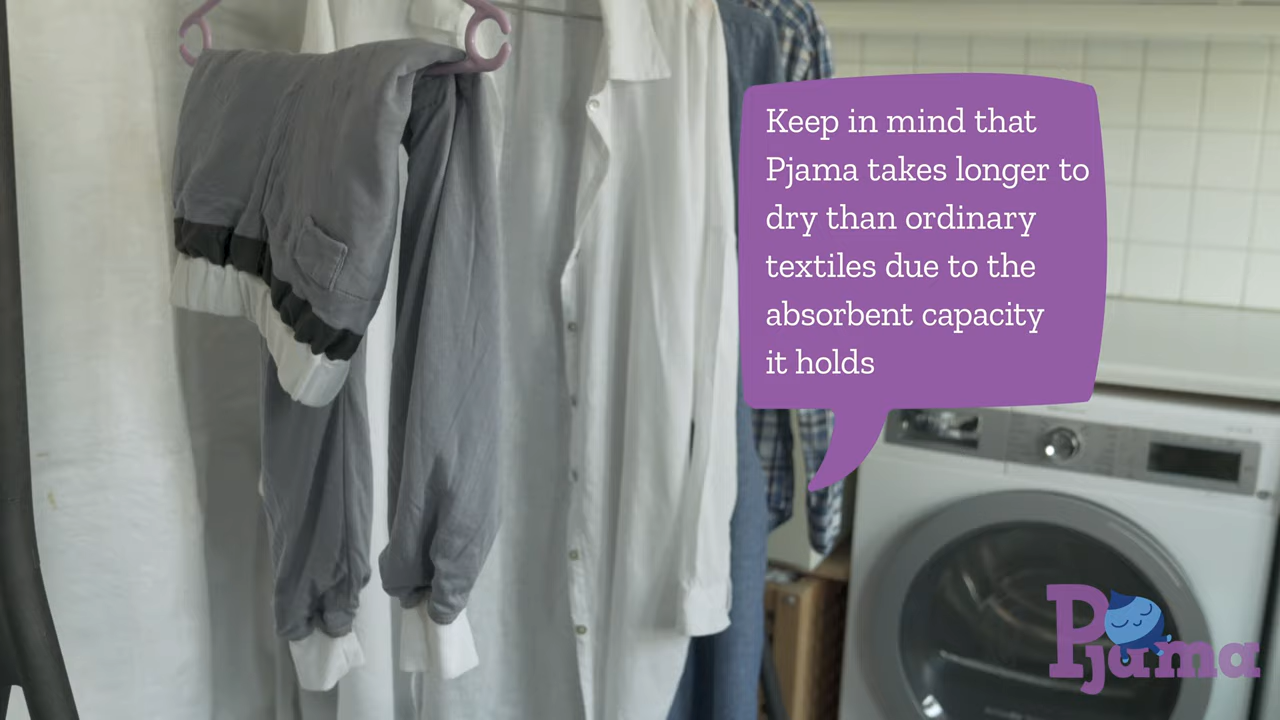 Keep in mind that
Pjama takes longer to
dry than ordinary
textiles due to the
absorbent capacity
it holds
Pjama